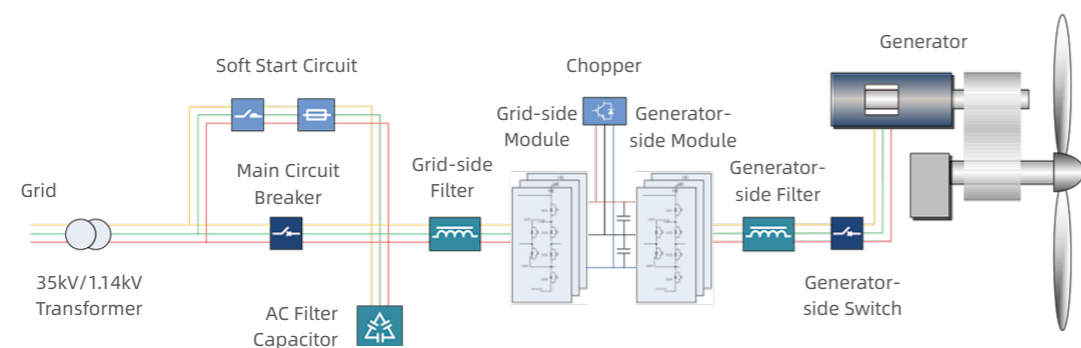 Generator
Soft Start Circuit
Chopper
Grid-side
Module
Generator-
side Module
Main Circuit
Breaker
Grid-side
Filter
Generator-
side Filter
Grid
35kV/1.14kV
Transformer
AC Filter
Capacitor
Generator-
side Switch